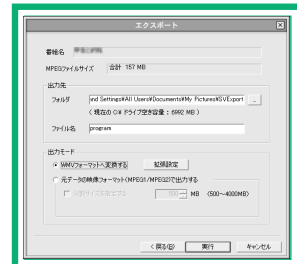 エクスポート
番組名
MPEGファイルサイズ 合計 157 MB
出力先
フォルダ nd Settings¥All Users¥Documents¥My Pictures¥SVExport ...
( 現在の C¥ ドライブ空き容量 : 6992 MB )
ファイル名 program
出力モード
WMVフォーマットへ変換する 拡張設定
元データの映像フォーマット(MPEG1/MPEG2)で出力する
500 MB (500~4000MB)
< 戻る(B) 実行 キャンセル